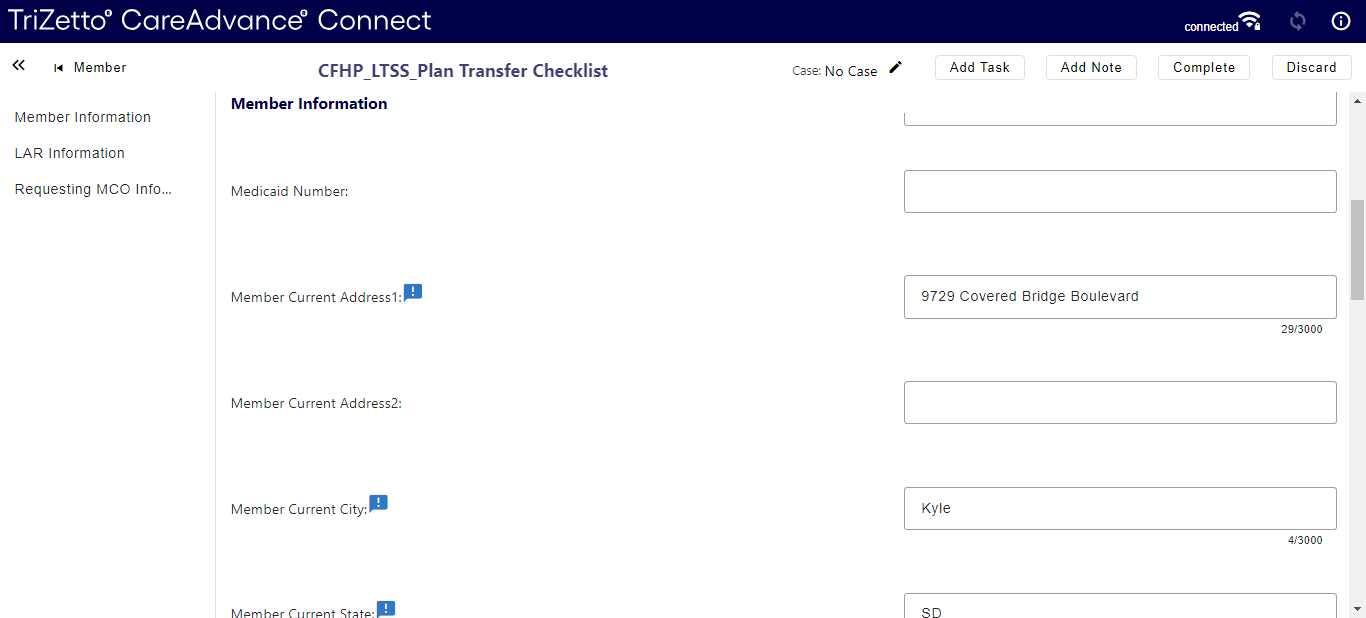 TriZetto® CareAdvance® Connect
connected
Member
CFHP_LTSS_Plan Transfer Checklist
Case: No Case
Add Task
Add Note
Complete
Discard
Member Information
LAR Information
Requesting MCO Info...
Member Information
Medicaid Number:
Member Current Address1:
9729 Covered Bridge Boulevard
29/3000
Member Current Address2:
Member Current City:
Kyle
4/3000
Member Current State:
SD